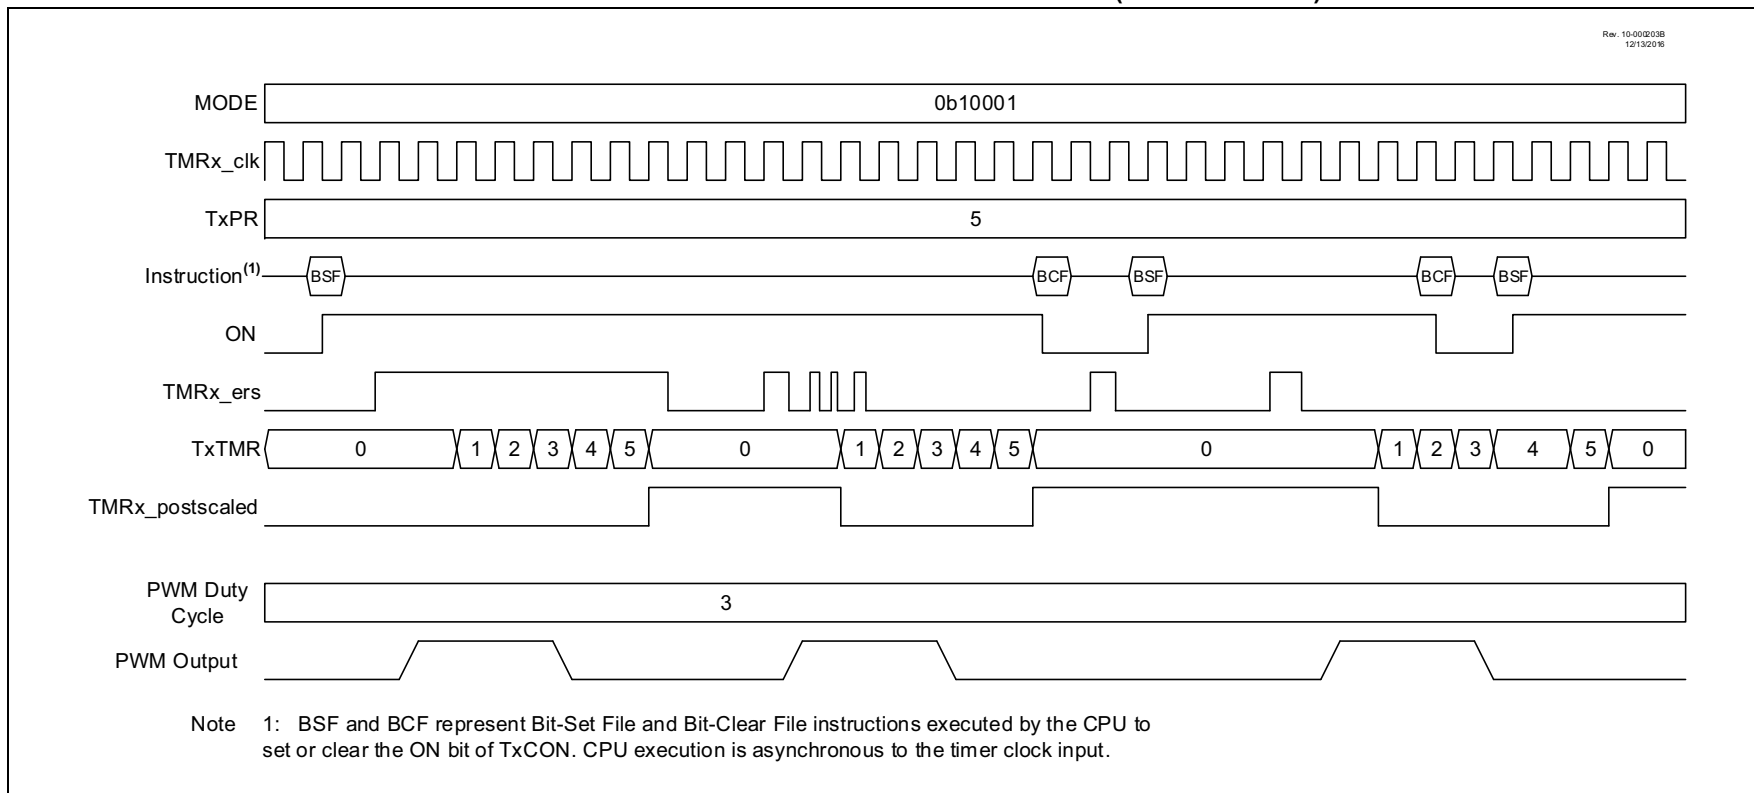 Rev. 10-000203B
12/13/2016
MODE 0b10001
TMRx_clk
TxPR 5
Instruction(1) BSF BCF BSF BCF BSF
ON
TMRx_ers
TxTMR 0 1 2 3 4 5 0 1 2 3 4 5 0 1 2 3 4 5 0
TMRx_postscaled
PWM Duty
Cycle
3
PWM Output
Note 1: BSF and BCF represent Bit-Set File and Bit-Clear File instructions executed by the CPU to
set or clear the ON bit of TxCON. CPU execution is asynchronous to the timer clock input.